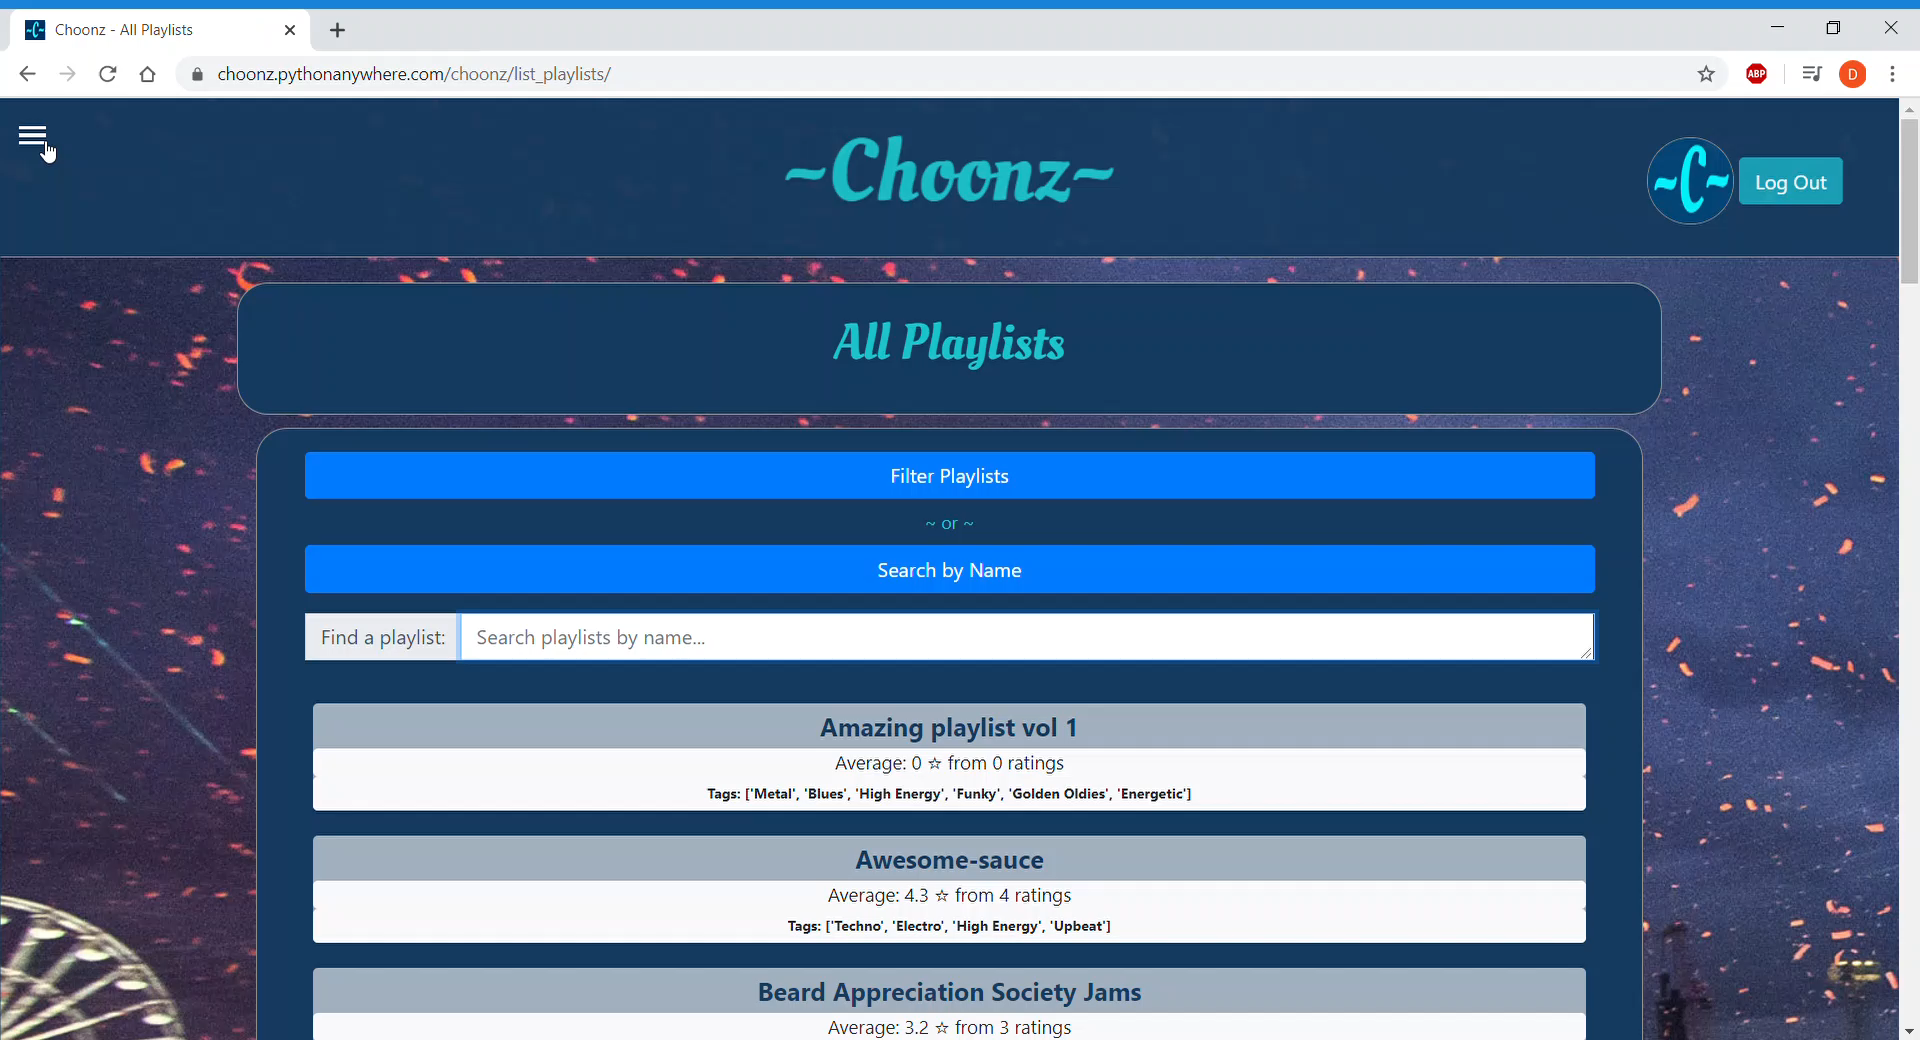 Choonz - All Playlists
choonz.pythonanywhere.com/choonz/list_playlists/
ABP
D
~Choonz~
~C~
Log Out
All Playlists
Filter Playlists
~ or ~
Search by Name
Find a playlist: Search playlists by name...
Amazing playlist vol 1
Average: 0 ☆ from 0 ratings
Tags: ['Metal', 'Blues', 'High Energy', 'Funky', 'Golden Oldies', 'Energetic']
Awesome-sauce
Average: 4.3 ☆ from 4 ratings
Tags: ['Techno', 'Electro', 'High Energy', 'Upbeat']
Beard Appreciation Society Jams
Average: 3.2 ☆ from 3 ratings